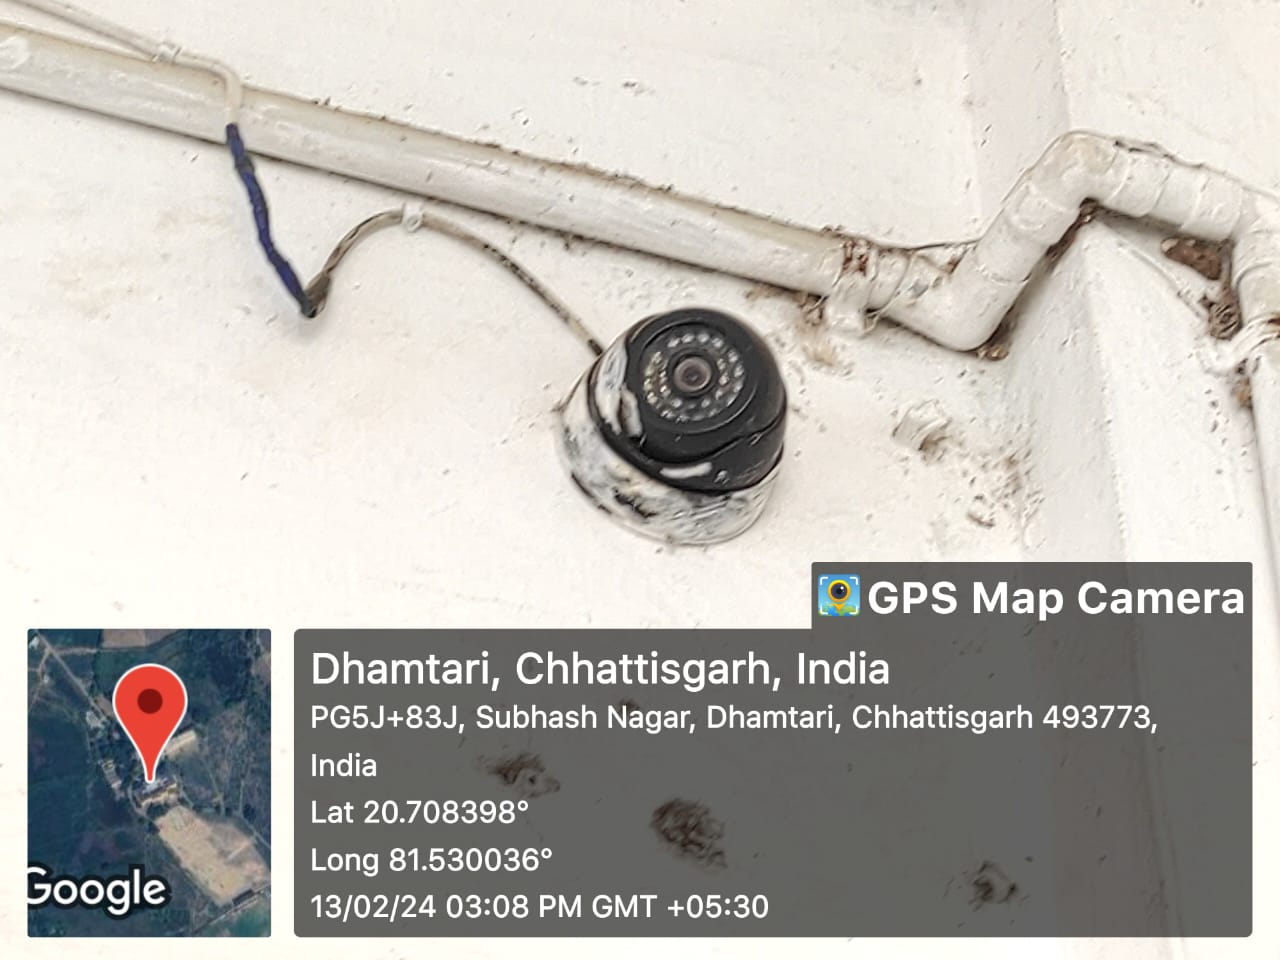 GPS Map Camera
Dhamtari, Chhattisgarh, India
PG5J+83J, Subhash Nagar, Dhamtari, Chhattisgarh 493773,
India
Lat 20.708398°
Long 81.530036°
13/02/24 03:08 PM GMT +05:30
Google